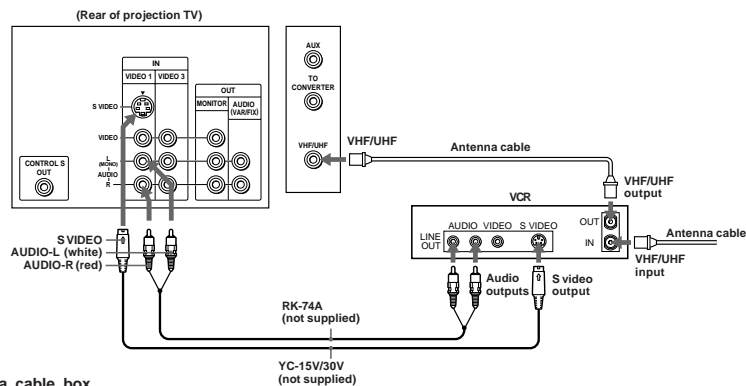 (Rear of projection TV)
IN
VIDEO 1 VIDEO 3
OUT
MONITOR AUDIO
(VAR/FIX)
S VIDEO
VIDEO
L
(MONO)
AUDIO
R
CONTROL S
OUT
AUX
TO
CONVERTER
VHF/UHF
VHF/UHF
Antenna cable
VHF/UHF
output
VCR
LINE
OUT
AUDIO VIDEO S VIDEO
OUT
IN
Antenna cable
VHF/UHF
input
S VIDEO
AUDIO-L (white)
AUDIO-R (red)
Audio
outputs
S video
output
RK-74A
(not supplied)
YC-15V/30V
(not supplied)
a cable box